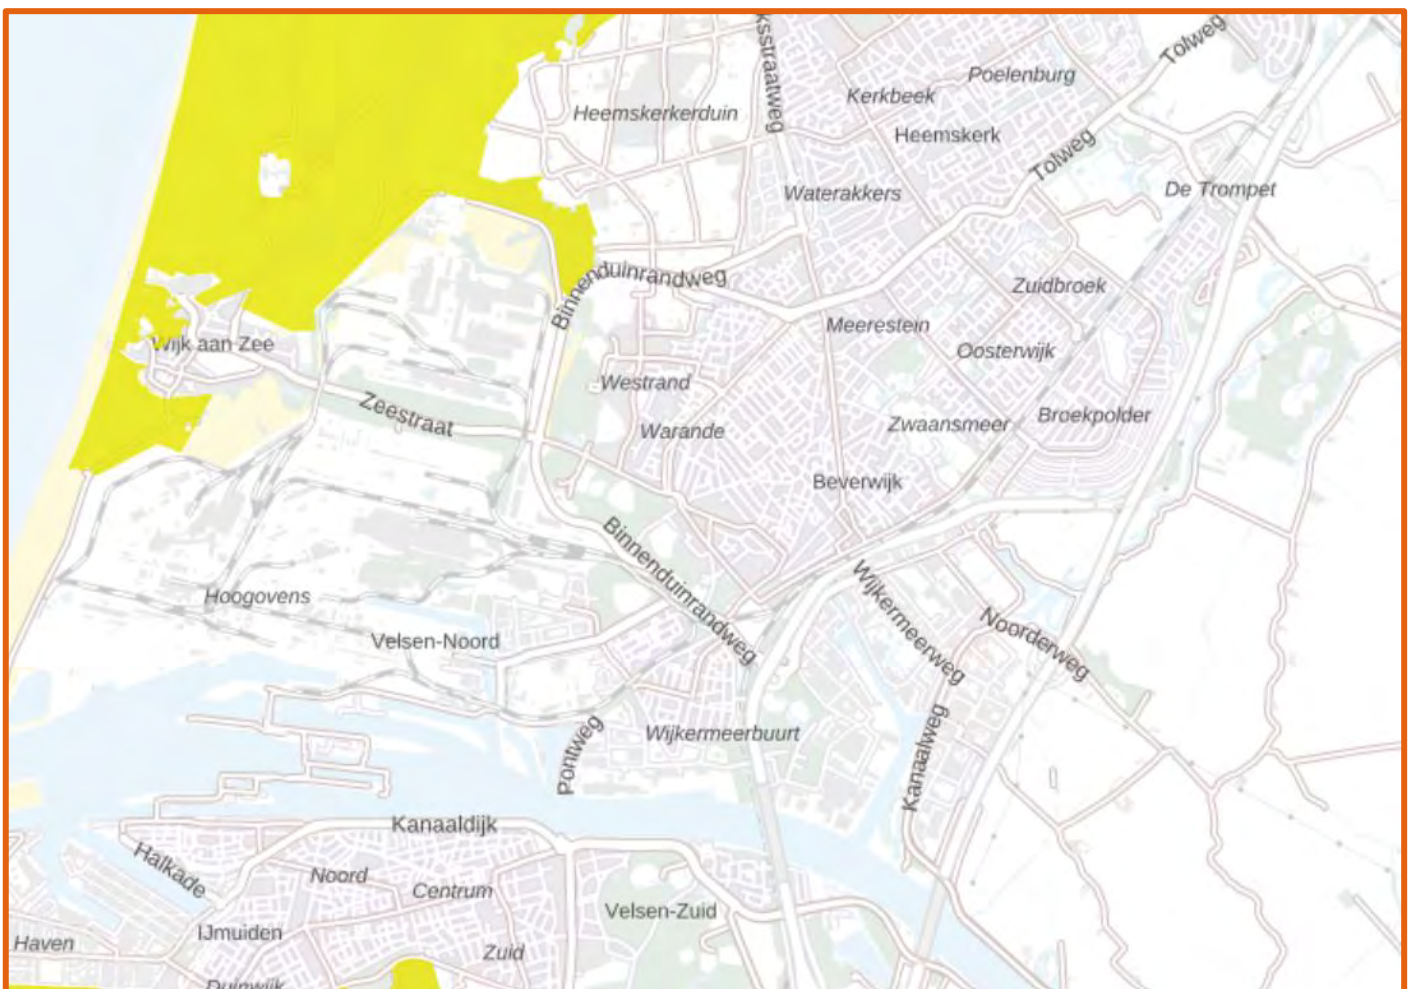 ksstraatweg
Tolweg
Poelenburg
Kerkbeek
Heemskerkerduin
Heemskerk
Tolweg
Waterakkers
De Trompet
Binnenduinrandweg
Zuidbroek
Meerestein
Wijk aan Zee
Oosterwijk
Westrand
Zeestraat
Warande
Zwaansmeer
Broekpolder
Beverwijk
Binnenduinrandweg
Hoogovens
Wijkermeerweg
Velsen-Noord
Noorderweg
Pontweg
Wijkermeerbuurt
Kanaalweg
Kanaaldijk
Halkade
Noord
Centrum
Velsen-Zuid
IJmuiden
Haven
Zuid
Duinwijk